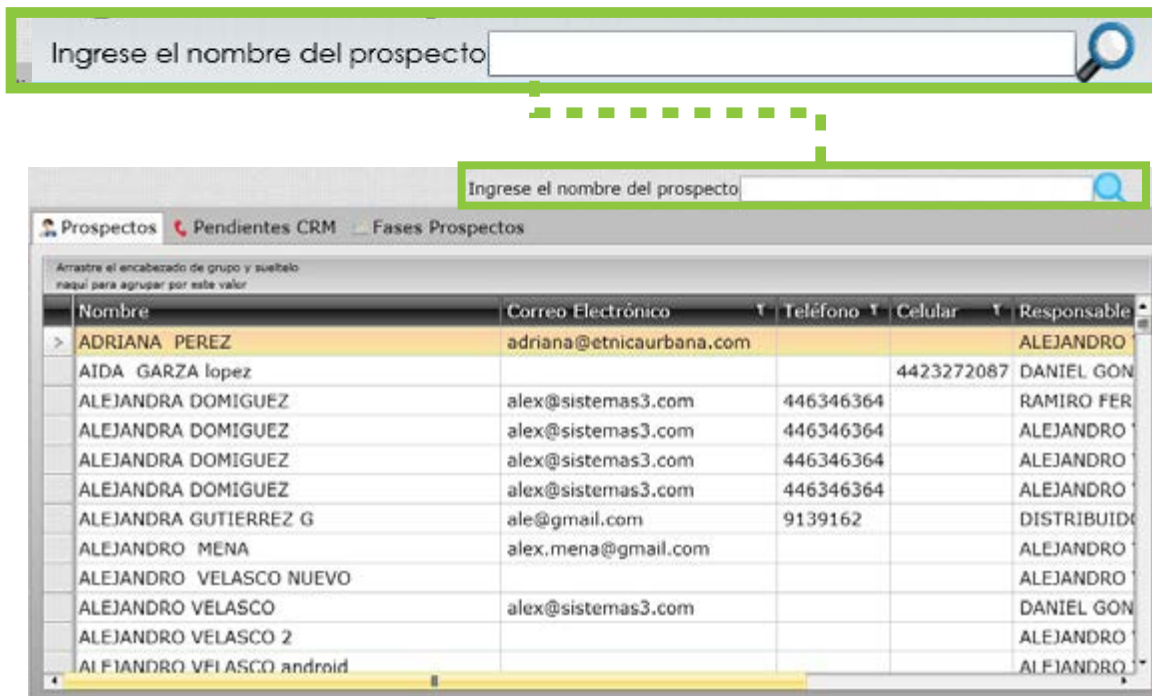 Ingrese el nombre del prospecto
Ingrese el nombre del prospecto
Prospectos Pendientes CRM Fases Prospectos
Arrastre el encabezado de grupo y sueltelo
naquí para agrupar por este valor
Nombre Correo Electrónico Teléfono Celular Responsable
ADRIANA PEREZ adriana@etnicaurbana.com ALEJANDRO
AIDA GARZA lopez 4423272087 DANIEL GON
ALEJANDRA DOMIGUEZ alex@sistemas3.com 446346364 RAMIRO FER
ALEJANDRA DOMIGUEZ alex@sistemas3.com 446346364 ALEJANDRO
ALEJANDRA DOMIGUEZ alex@sistemas3.com 446346364 ALEJANDRO
ALEJANDRA DOMIGUEZ alex@sistemas3.com 446346364 ALEJANDRO
ALEJANDRA GUTIERREZ G ale@gmail.com 9139162 DISTRIBUID
ALEJANDRO MENA alex.mena@gmail.com ALEJANDRO
ALEJANDRO VELASCO NUEVO ALEJANDRO
ALEJANDRO VELASCO alex@sistemas3.com DANIEL GON
ALEJANDRO VELASCO 2 ALEJANDRO
ALEJANDRO VELASCO android ALEJANDRO